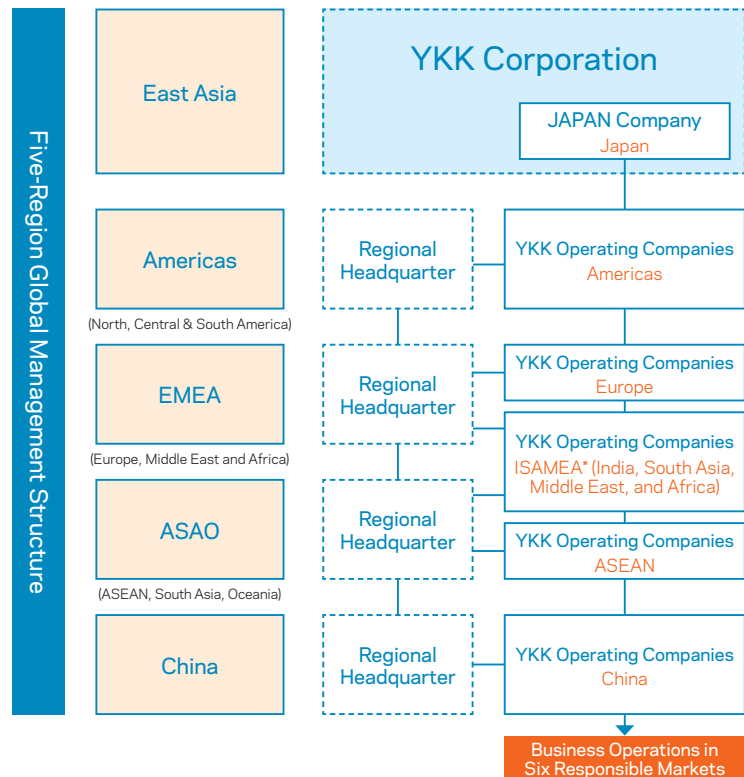 Five-Region Global Management Structure
East Asia
YKK Corporation
JAPAN Company
Japan
Americas
(North, Central & South America)
Regional
Headquarter
YKK Operating Companies
Americas
EMEA
(Europe, Middle East and Africa)
Regional
Headquarter
YKK Operating Companies
Europe
YKK Operating Companies
ISAMEA* (India, South Asia,
Middle East, and Africa)
ASAO
(ASEAN, South Asia, Oceania)
Regional
Headquarter
YKK Operating Companies
ASEAN
China
Regional
Headquarter
YKK Operating Companies
China
Business Operations in
Six Responsible Markets